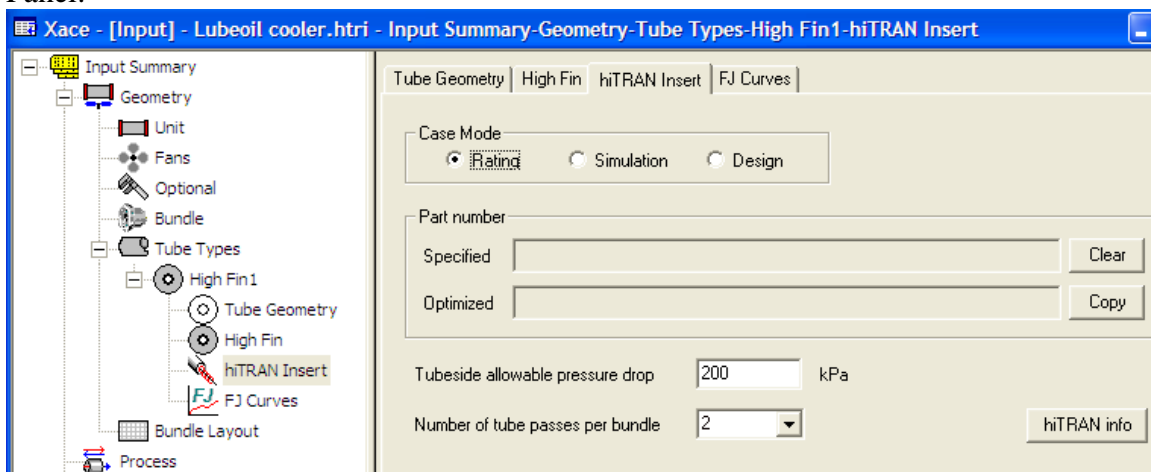 Panel.
Xace - [Input] - Lubeoil cooler.htri - Input Summary-Geometry-Tube Types-High Fin1-hiTRAN Insert
Input Summary
Geometry
Unit
Fans
Optional
Bundle
Tube Types
High Fin1
Tube Geometry
High Fin
hiTRAN Insert
FJ
FJ Curves
Bundle Layout
Process
Tube Geometry High Fin hiTRAN Insert FJ Curves
Case Mode
Rating Simulation Design
Part number
Specified Clear
Optimized Copy
Tubeside allowable pressure drop 200 kPa
Number of tube passes per bundle 2 hiTRAN info